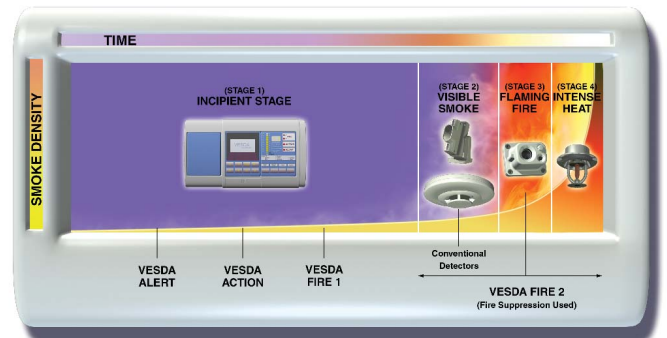 TIME
SMOKE DENSITY
(STAGE 1)
INCIPIENT STAGE
(STAGE 2)
VISIBLE
SMOKE
(STAGE 3)
FLAMING
FIRE
(STAGE 4)
INTENSE
HEAT
VESDA
ALERT
VESDA
ACTION
VESDA
FIRE 1
Conventional
Detectors
VESDA FIRE 2
(Fire Suppression Used)